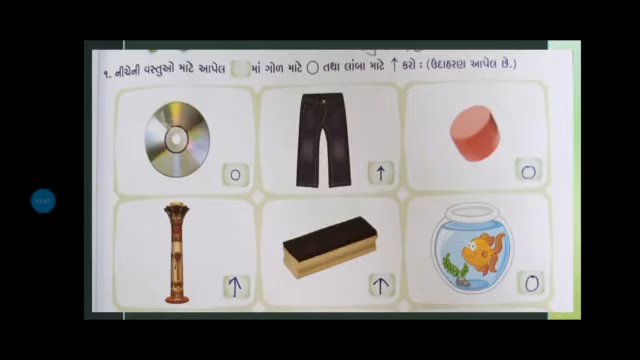 ૧. નીચેની વસ્તુઓ માટે આપેલ માં ગોળ માટે ○ તથા લાંબા માટે ↑ કરો : (ઉદાહરણ આપેલ છે.)